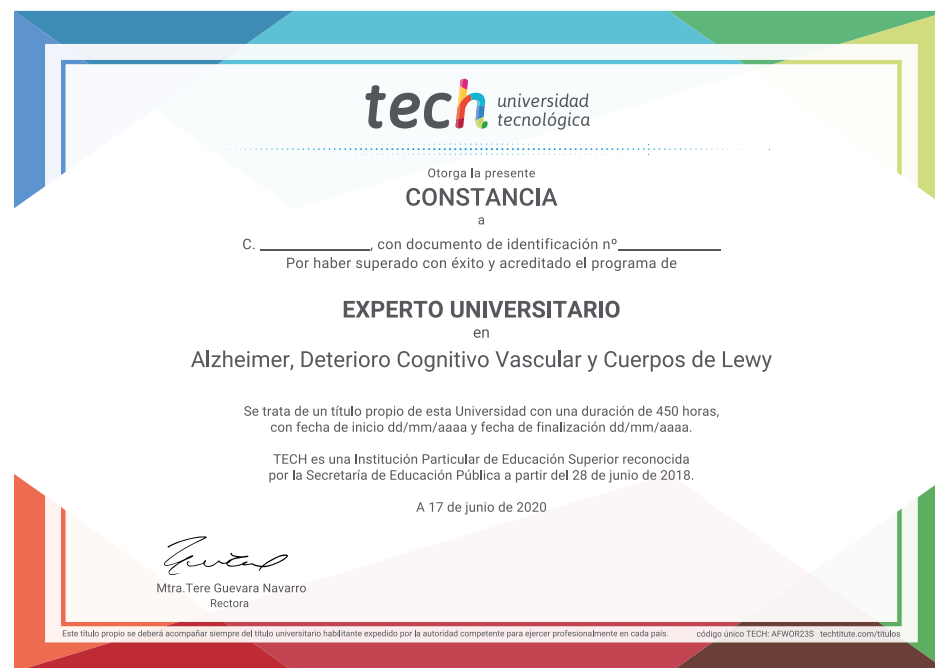 tech universidad
tecnológica
Otorga la presente
CONSTANCIA
a
C. ______________, con documento de identificación nº_____________
Por haber superado con éxito y acreditado el programa de
EXPERTO UNIVERSITARIO
en
Alzheimer, Deterioro Cognitivo Vascular y Cuerpos de Lewy
Se trata de un título propio de esta Universidad con una duración de 450 horas,
con fecha de inicio dd/mm/aaaa y fecha de finalización dd/mm/aaaa.
TECH es una Institución Particular de Educación Superior reconocida
por la Secretaría de Educación Pública a partir del 28 de junio de 2018.
A 17 de junio de 2020
Mtra.Tere Guevara Navarro
Rectora
Este título propio se deberá acompañar siempre del título universitario habilitante expedido por la autoridad competente para ejercer profesionalmente en cada país. código único TECH: AFWOR23S techtitute.com/titulos